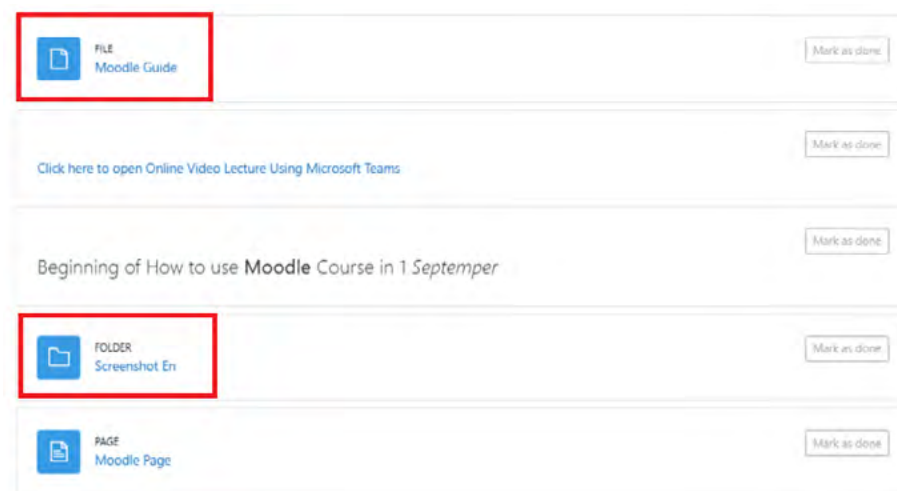 FILE
Moodle Guide
Mark as done
Mark as done
Click here to open Online Video Lecture Using Microsoft Teams
Mark as done
Beginning of How to use Moodle Course in 1 Septemper
FOLDER
Screenshot En
Mark as done
PAGE
Moodle Page
Mark as done